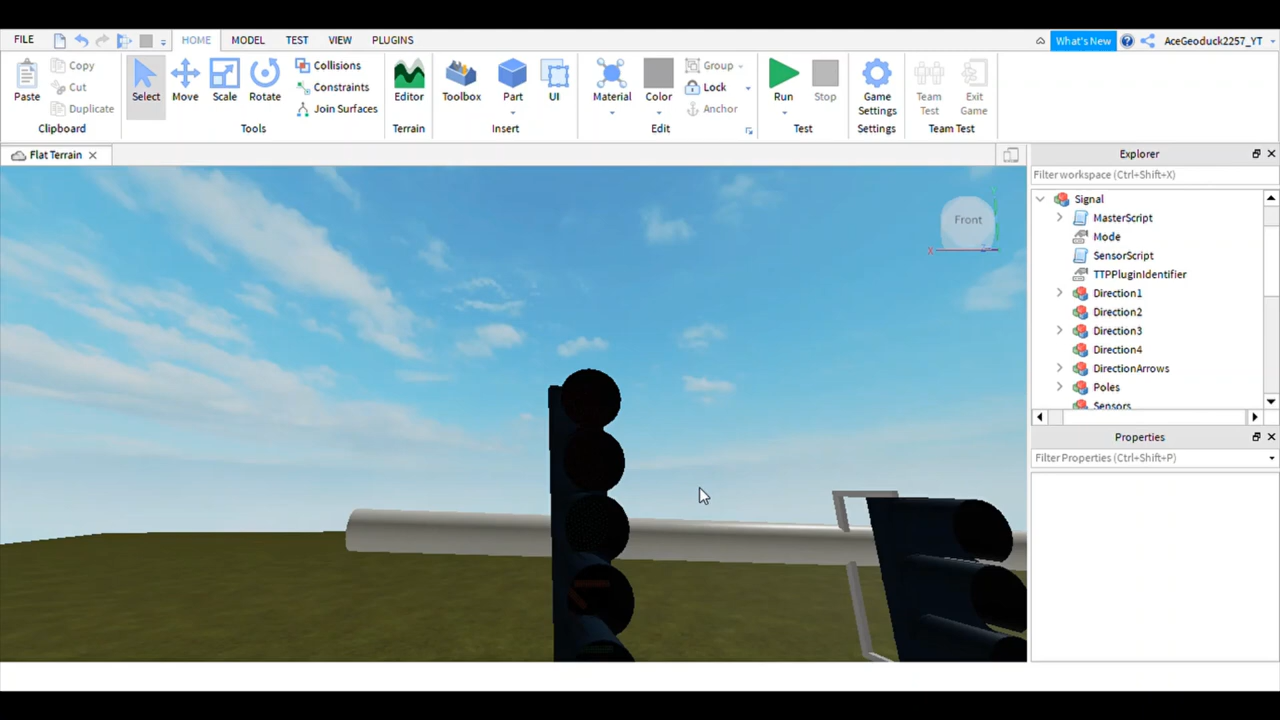 FILE HOME MODEL TEST VIEW PLUGINS What's New AceGeoduck2257_YT
Paste Copy Cut Duplicate
Clipboard
Select Move Scale Rotate Collisions Constraints Join Surfaces
Tools
Editor
Terrain
Toolbox Part UI
Insert
Material Color Group Lock Anchor
Edit
Run Stop
Test
Game Settings
Settings
Team Test Exit Game
Team Test
Flat Terrain
Front
X
Explorer
Filter workspace (Ctrl+Shift+X)
Signal
MasterScript
Mode
SensorScript
TTPPluginIdentifier
Direction1
Direction2
Direction3
Direction4
DirectionArrows
Poles
Sensors
Properties
Filter Properties (Ctrl+Shift+P)